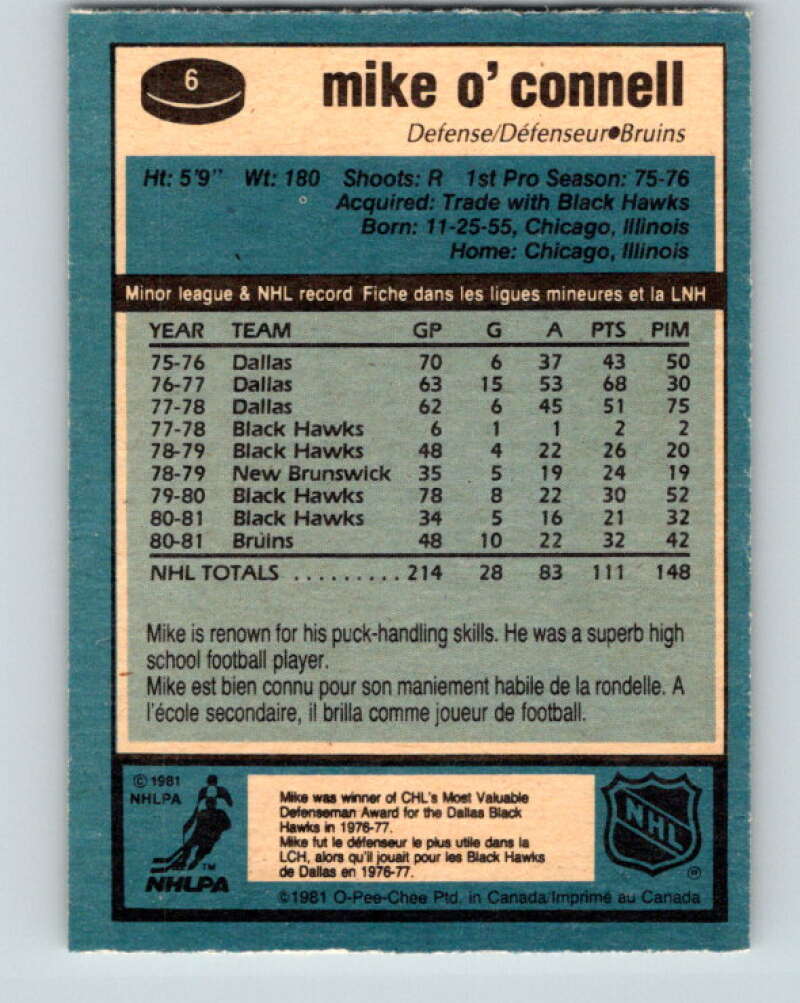 6
mike o' connell
Defense/Défenseur●Bruins
Ht: 5'9" Wt: 180 Shoots: R 1st Pro Season: 75-76
Acquired: Trade with Black Hawks
Born: 11-25-55, Chicago, Illinois
Home: Chicago, Illinois
Minor league & NHL record Fiche dans les ligues mineures et la LNH
YEAR TEAM GP G A PTS PIM
75-76 Dallas 70 6 37 43 50
76-77 Dallas 63 15 53 68 30
77-78 Dallas 62 6 45 51 75
77-78 Black Hawks 6 1 1 2 2
78-79 Black Hawks 48 4 22 26 20
78-79 New Brunswick 35 5 19 24 19
79-80 Black Hawks 78 8 22 30 52
80-81 Black Hawks 34 5 16 21 32
80-81 Bruins 48 10 22 32 42
NHL TOTALS ......... 214 28 83 111 148
Mike is renown for his puck-handling skills. He was a superb high
school football player.
Mike est bien connu pour son maniement habile de la rondelle. A
l'école secondaire, il brilla comme joueur de football.
© 1981
NHLPA
TM
NHLPA
Mike was winner of CHL's Most Valuable
Defenseman Award for the Dallas Black
Hawks in 1976-77.
Mike fut le défenseur le plus utile dans la
LCH, alors qu'il jouait pour les Black Hawks
de Dallas en 1976-77.
NHL
©1981 O-Pee-Chee Ptd. in Canada/Imprimé au Canada